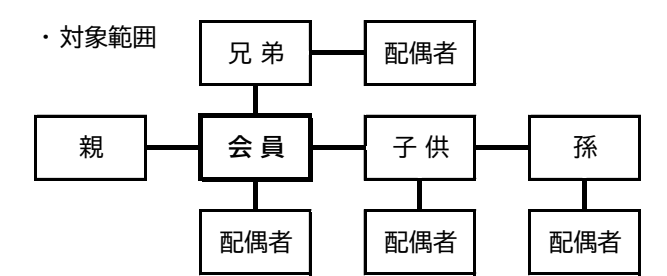 ・対象範囲
兄弟 配偶者
親 会員 子供 孫
配偶者 配偶者 配偶者